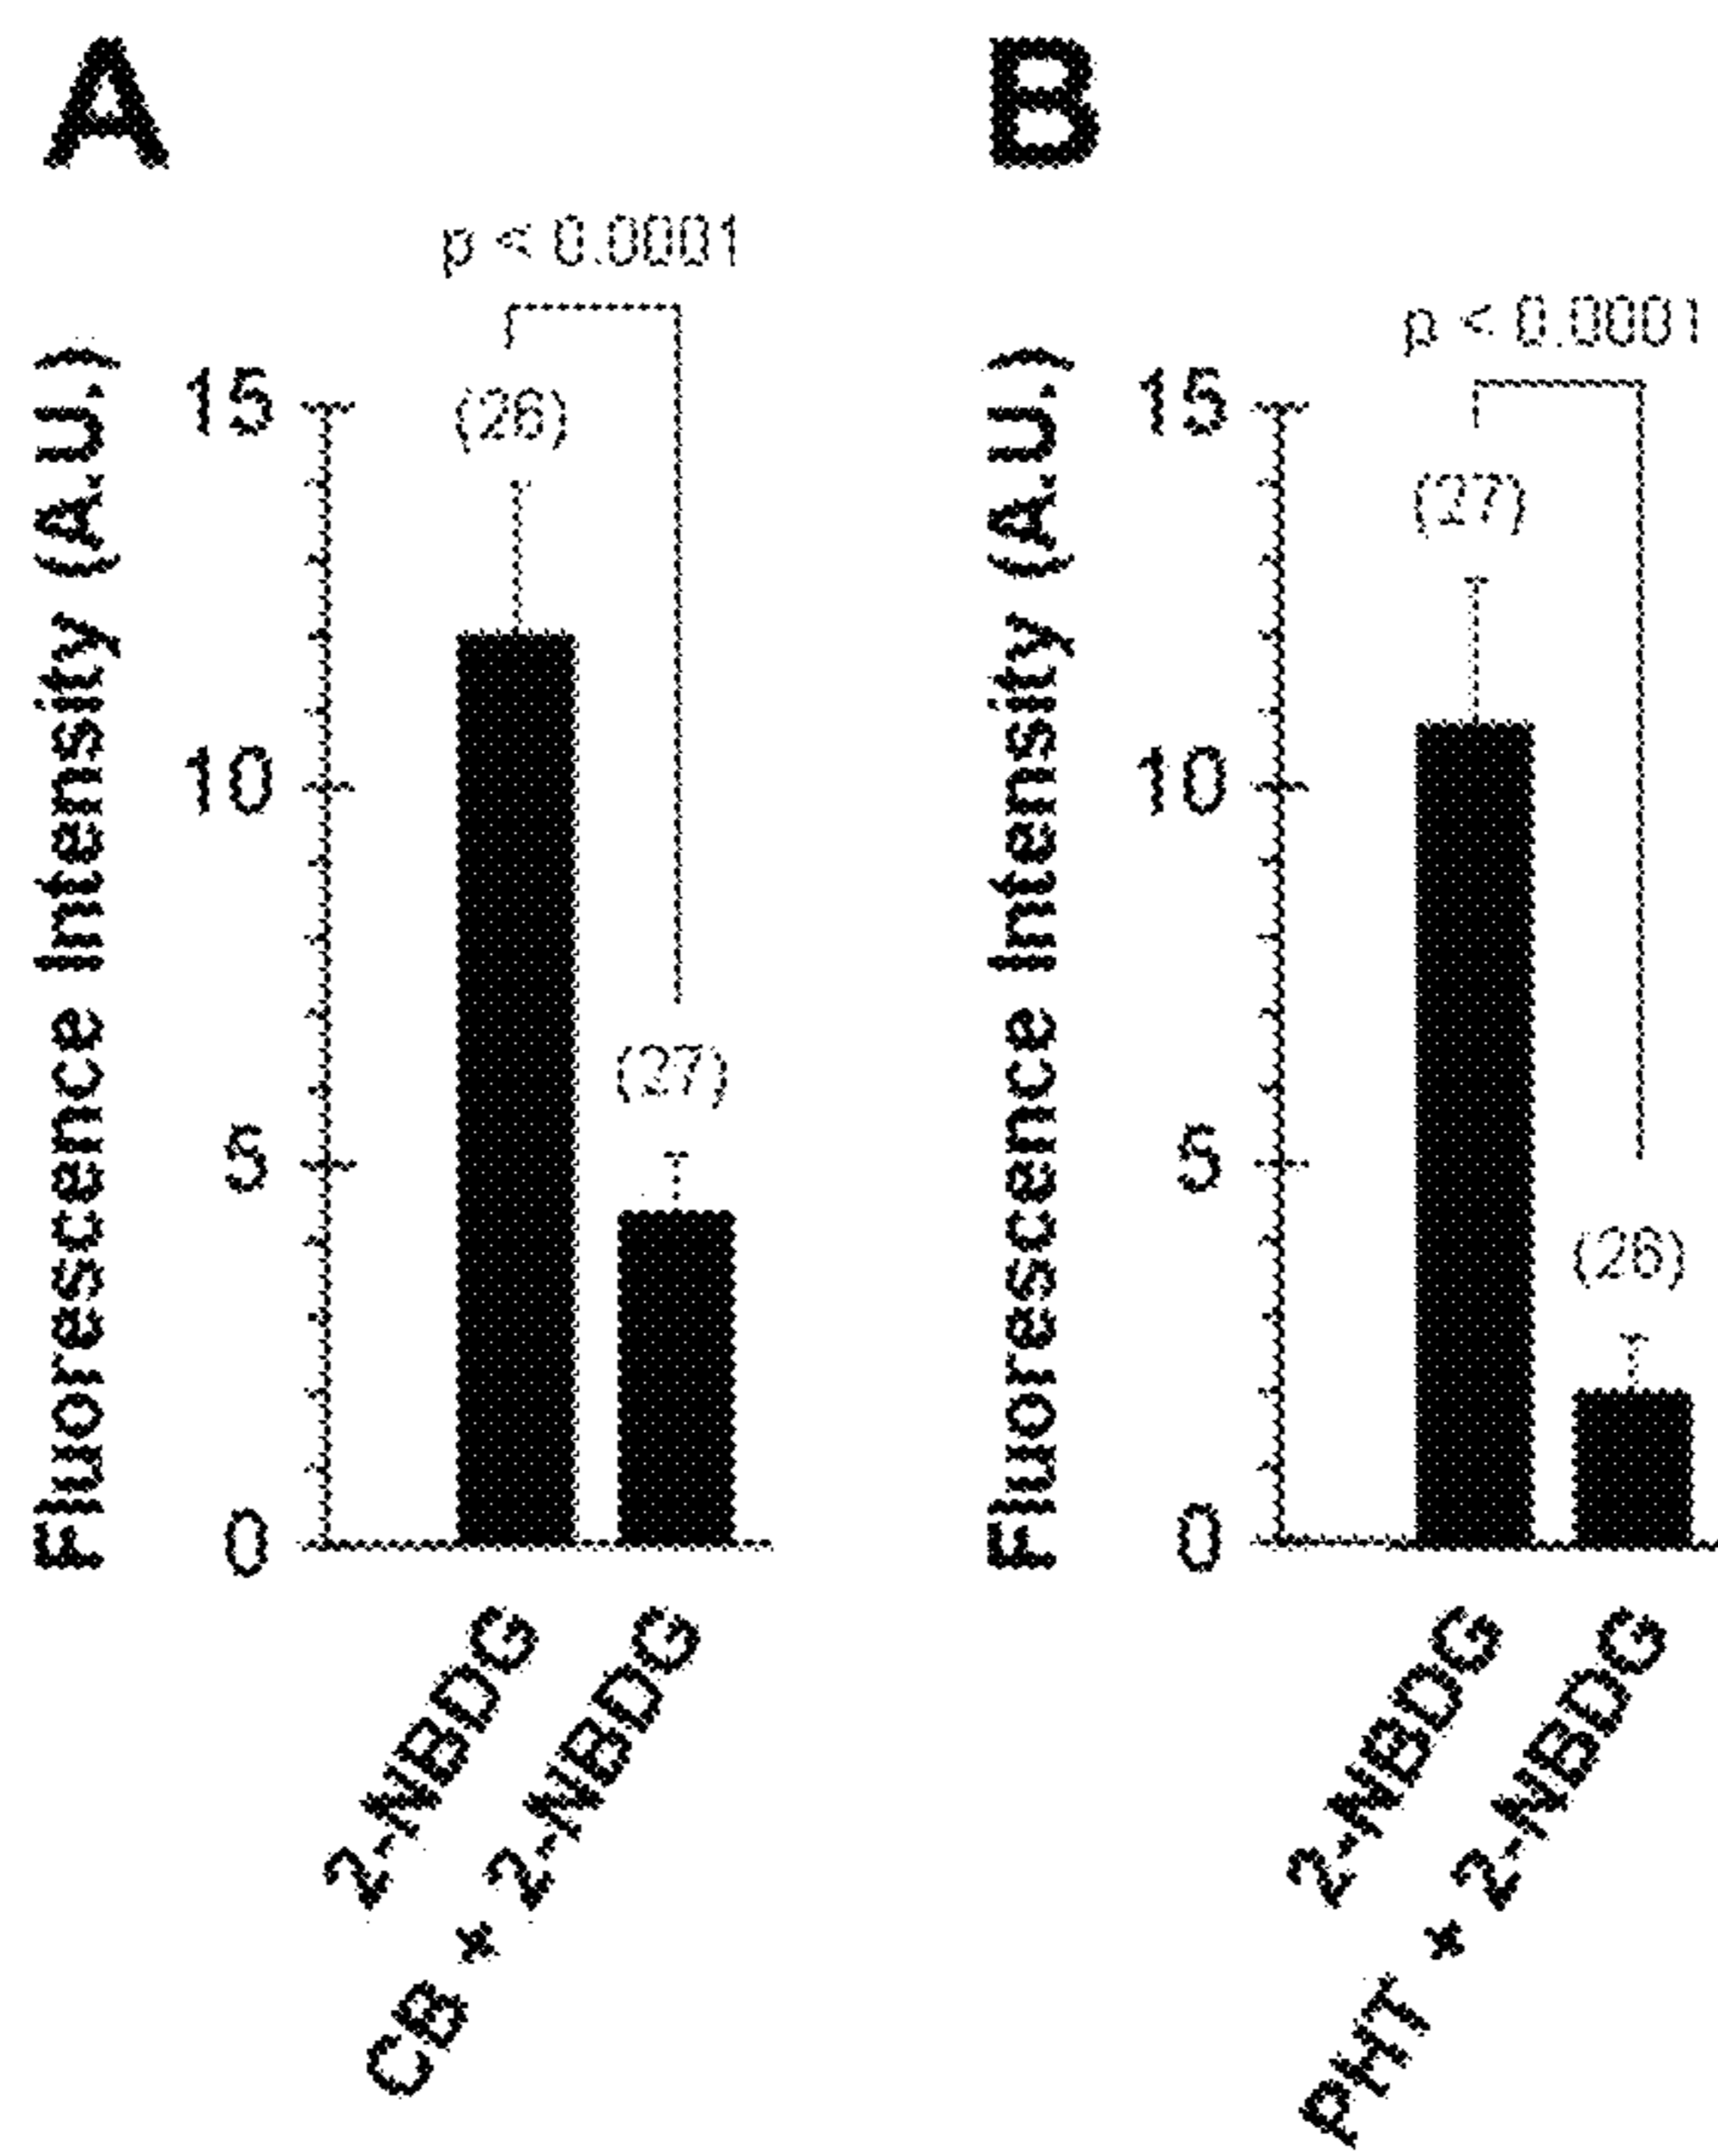 A
p < 0.0001
Fluorescence Intensity (A.U.)
15
10
5
0
(26)
(27)
2-NBDG
CB + 2-NBDG
B
p < 0.0001
Fluorescence Intensity (A.U.)
15
10
5
0
(27)
(26)
2-NBDG
PHT + 2-NBDG